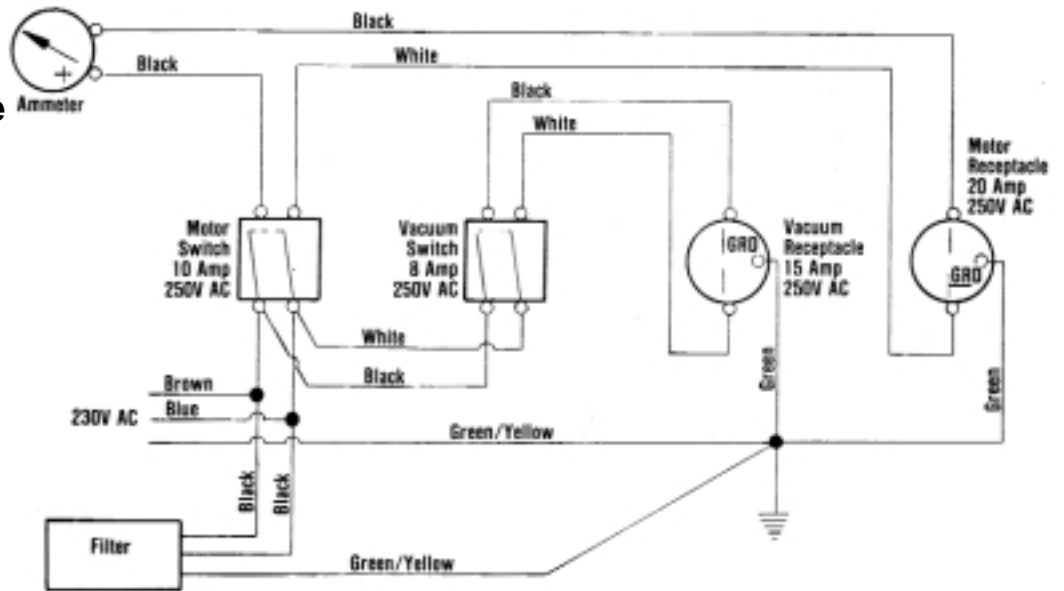 Black
Black
White
+
Ammeter
e
Black
White
Motor
Receptacle
20 Amp
250V AC
Motor
Switch
10 Amp
250V AC
Vacuum
Switch
8 Amp
250V AC
GRD
Vacuum
Receptacle
15 Amp
250V AC
GRD
White
Black
Green
Green
Brown
230V AC
Blue
Green/Yellow
Black
Black
Filter
Green/Yellow